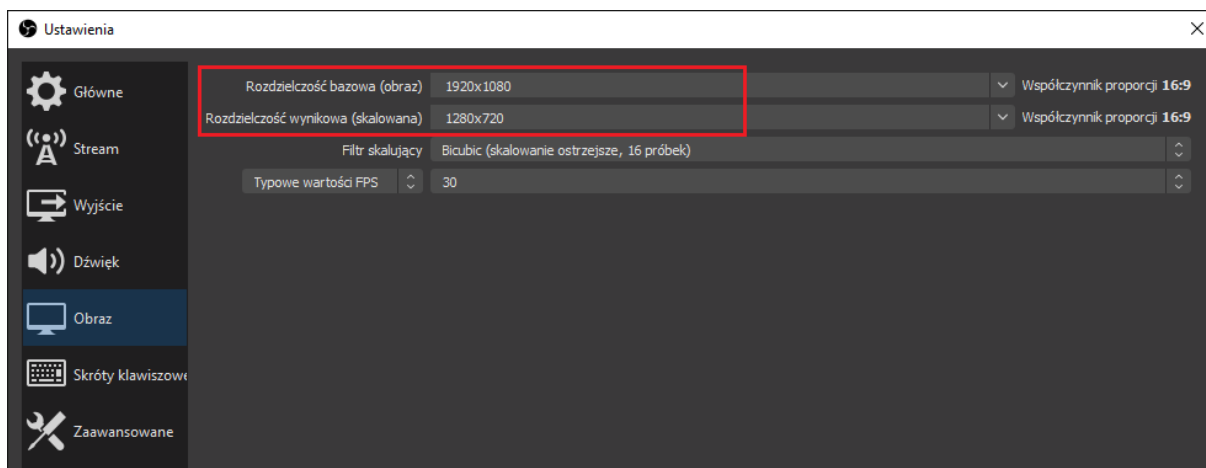 Ustawienia
Główne
Stream
Wyjście
Dźwięk
Obraz
Skróty klawiszowe
Zaawansowane
Rozdzielczość bazowa (obraz) 1920x1080 Współczynnik proporcji 16:9
Rozdzielczość wynikowa (skalowana) 1280x720 Współczynnik proporcji 16:9
Filtr skalujący Bicubic (skalowanie ostrzejsze, 16 próbek)
Typowe wartości FPS 30